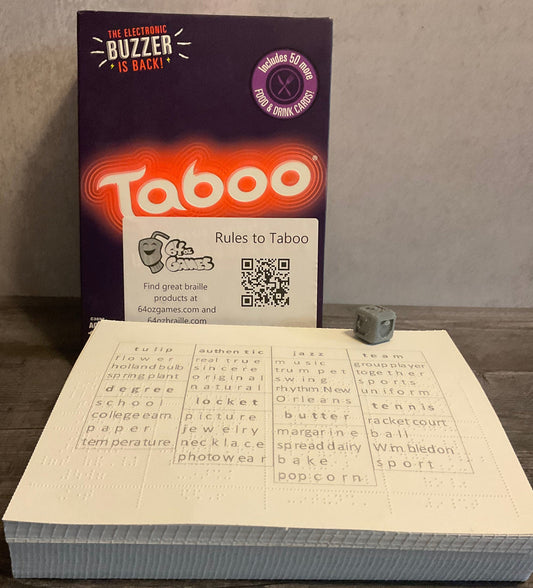 THE ELECTRONIC
BUZZER
IS BACK!
Includes 50 more
FOOD & DRINK CARDS!
Taboo
64 oz
GAMES
Rules to Taboo
Find great braille
products at
64ozgames.com and
64ozbraille.com
tulip
flower
holland bulb
spring plant
degree
school
college earn
paper
temperature
authentic
real true
sincere
original
natural
locket
picture
jewelry
necklace
photo wear
jazz
music
trumpet
swing
rhythm New
Orleans
butter
margarine
spread dairy
bake
popcorn
team
group player
together
sports
uniform
tennis
racket court
ball
Wimbledon
sport